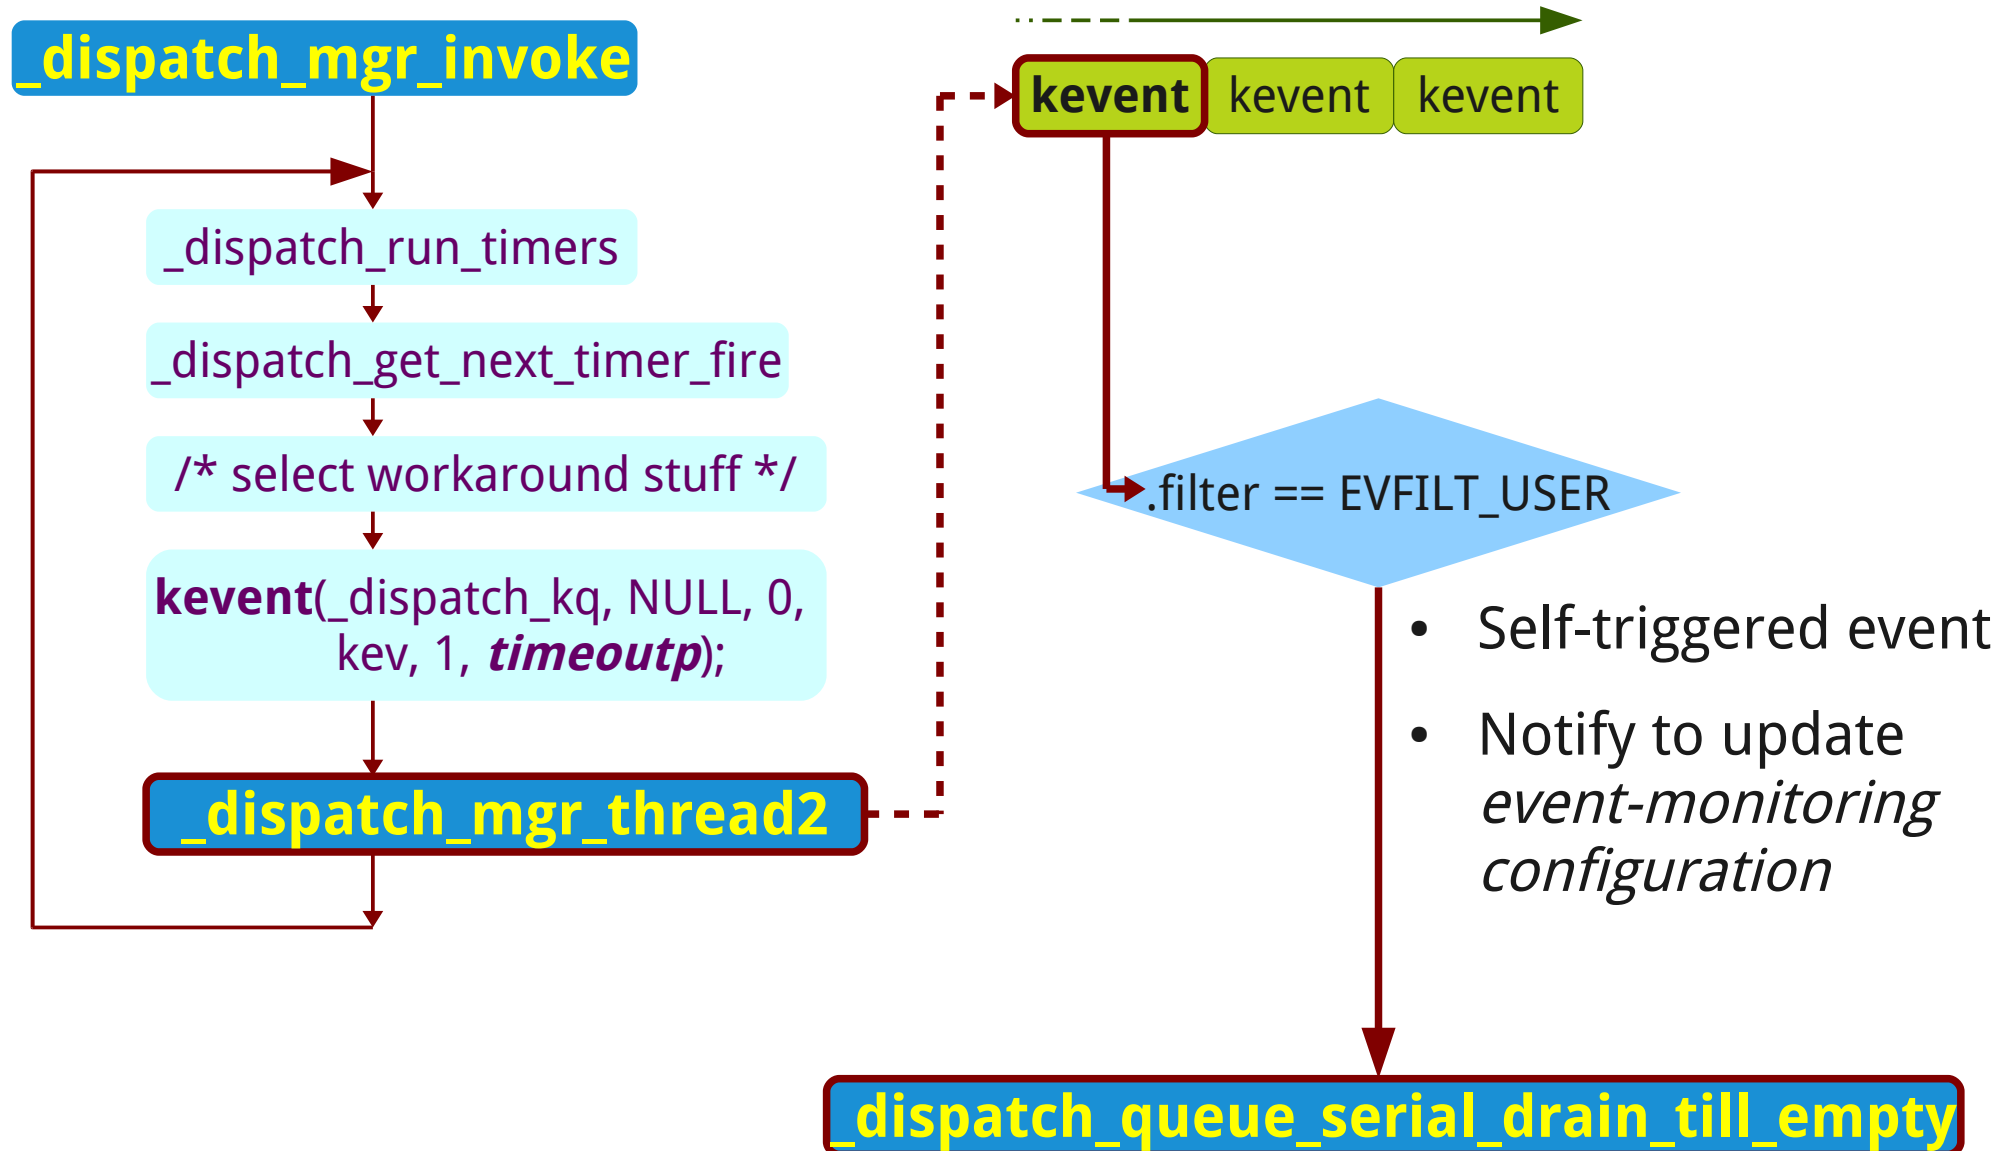 _dispatch_mgr_invoke
_dispatch_run_timers
_dispatch_get_next_timer_fire
/* select workaround stuff */
kevent(_dispatch_kq, NULL, 0,
kev, 1, timeoutp);
_dispatch_mgr_thread2
kevent kevent kevent
.filter == EVFILT_USER
• Self-triggered event
• Notify to update
event-monitoring
configuration
_dispatch_queue_serial_drain_till_empty